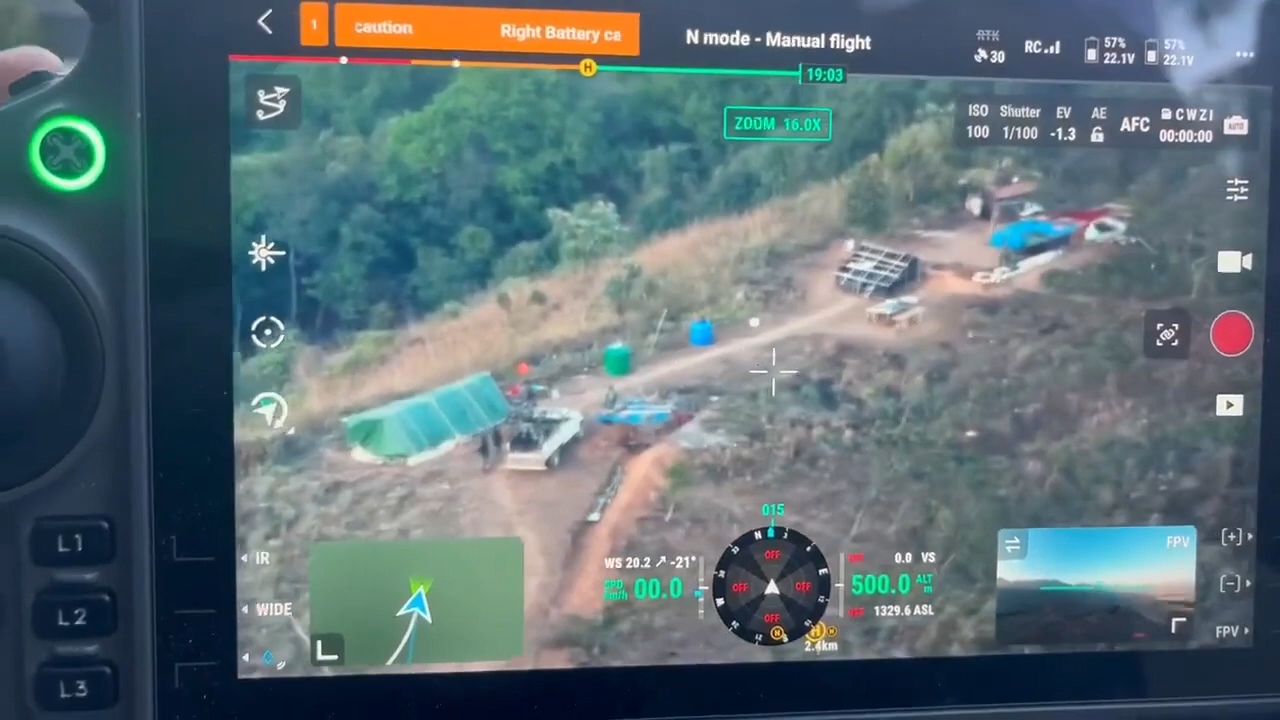 1 caution Right Battery ca
N mode - Manual flight
RTK
30
RC
57%
22.1V
57%
22.1V
H
19:03
ZOOM 16.0X
ISO
100
Shutter
1/100
EV
-1.3
AE
AFC
C W Z I
00:00:00
AUTO
IR
WIDE
L1
L2
L3
015
WS 20.2 -21°
SPD
km/h
00.0
N
E
S
W
OFF
OFF
OFF
OFF
H
H
H
2.4km
0.0 VS
500.0 ALT
m
1329.6 ASL
FPV
FPV